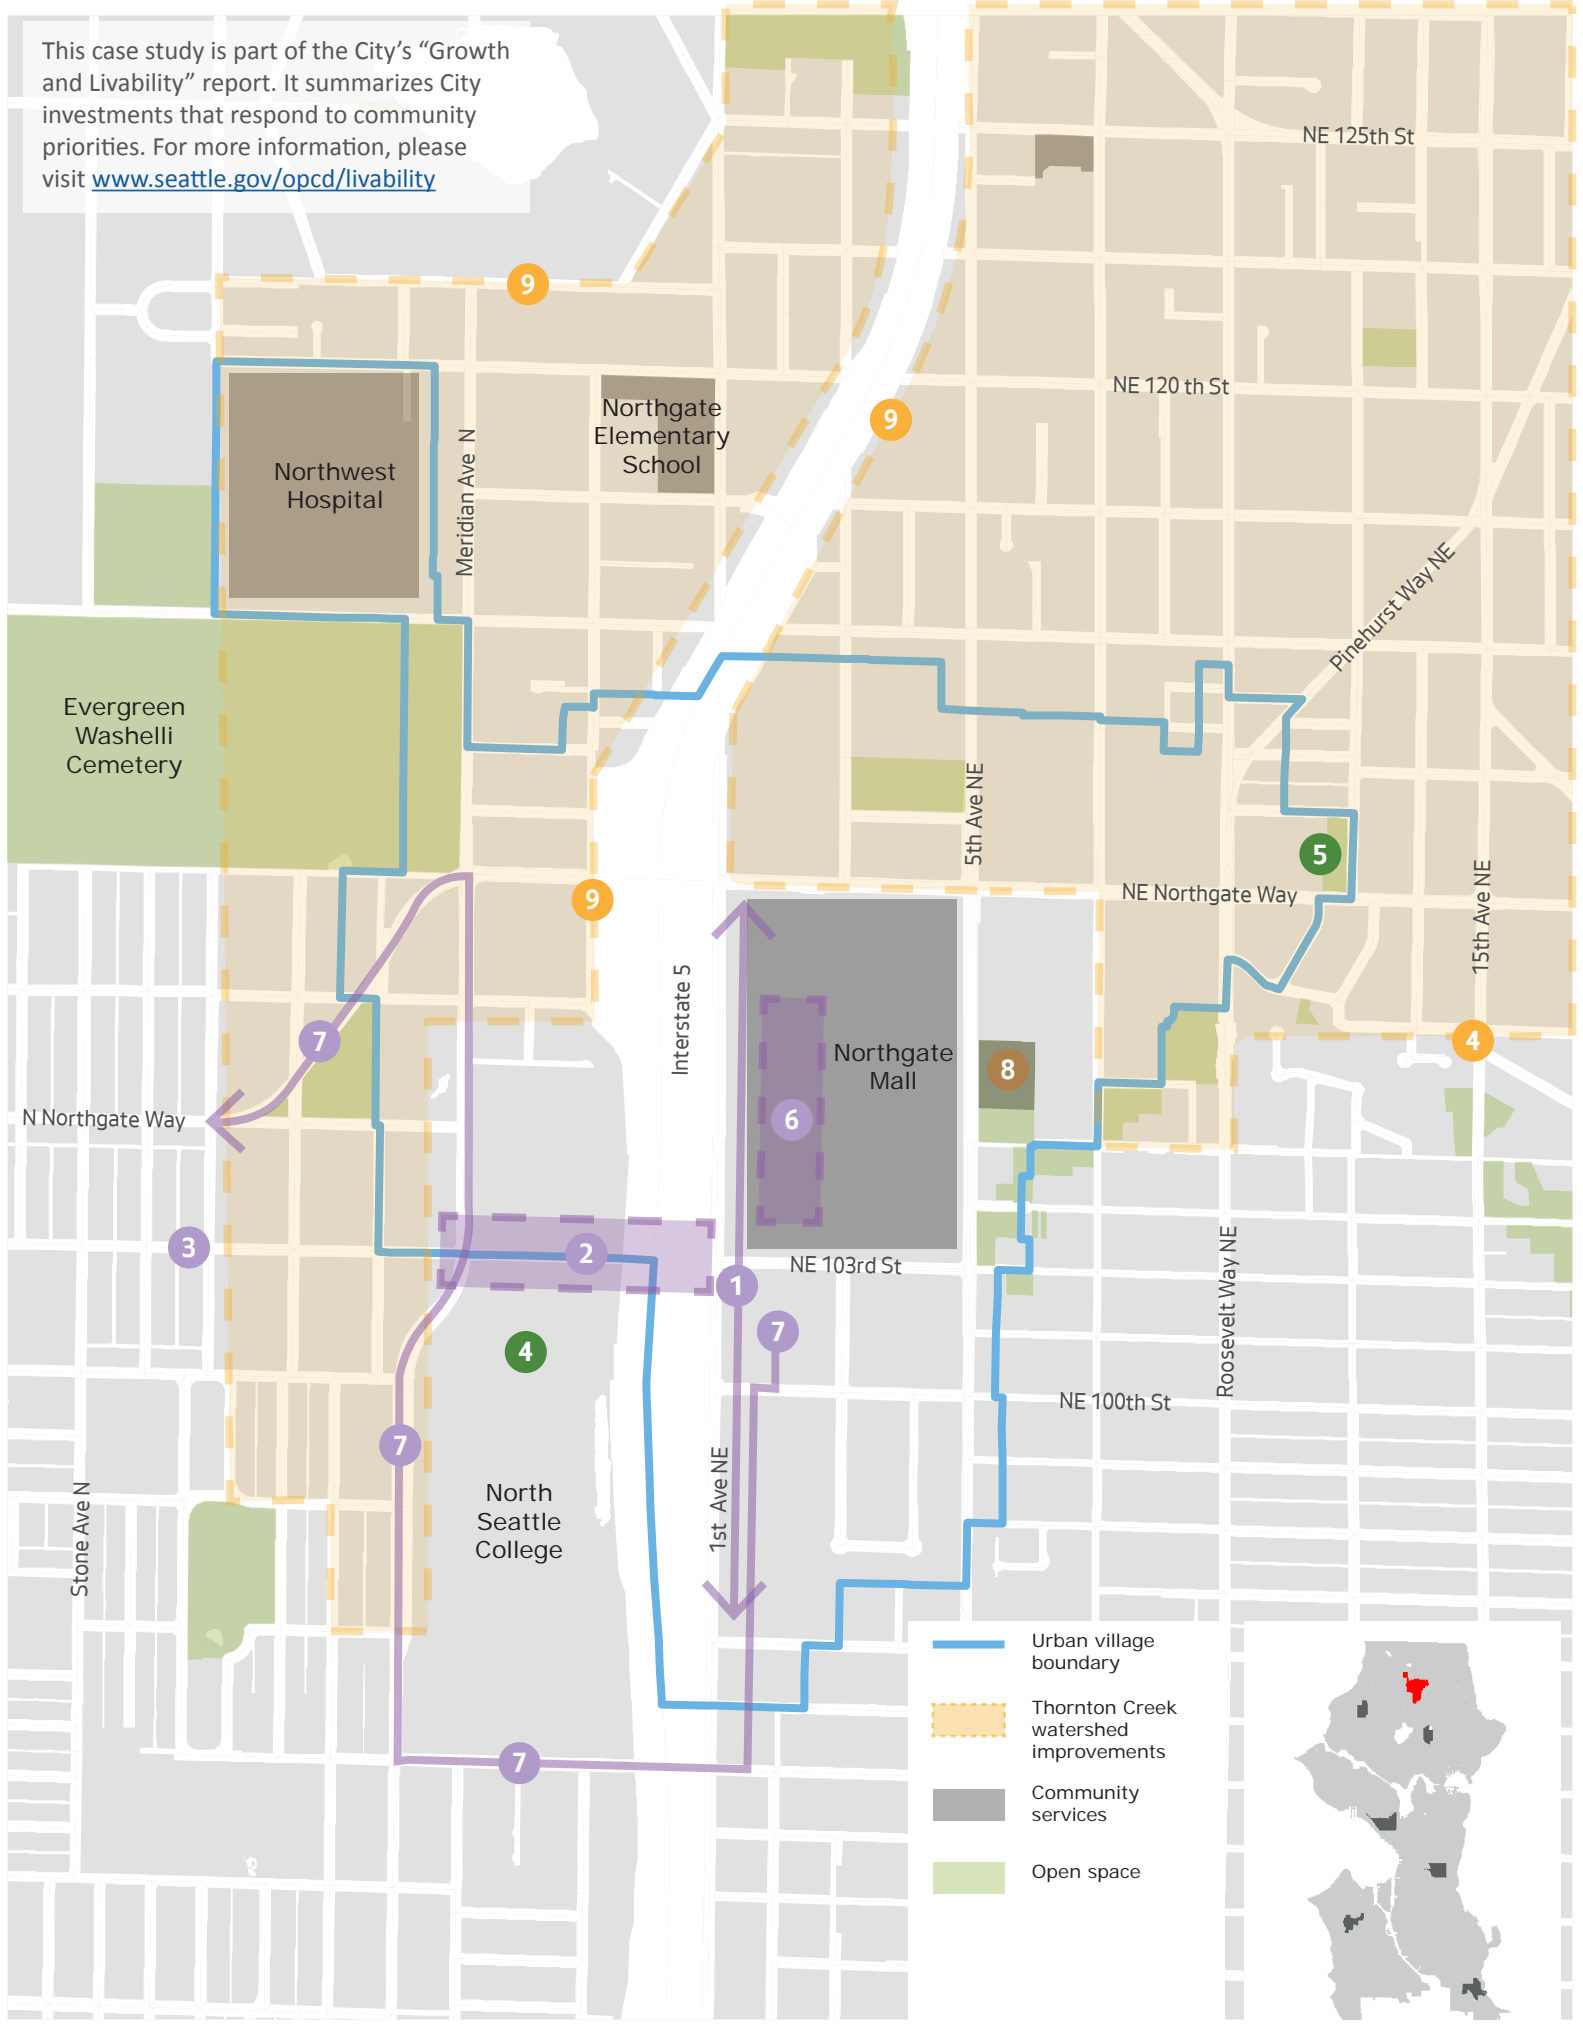 This case study is part of the City’s “Growth
and Livability” report. It summarizes City
investments that respond to community
priorities. For more information, please
visit www.seattle.gov/opcd/livability
NE 125th St
9
NE 120 th St
9
Northgate
Elementary
School
Northwest
Hospital
Meridian Ave N
Pinehurst Way NE
Evergreen
Washelli
Cemetery
5th Ave NE
5
NE Northgate Way
15th Ave NE
9
Interstate 5
7
4
Northgate
Mall
8
N Northgate Way
6
3
2
NE 103rd St
1
7
Roosevelt Way NE
4
NE 100th St
7
1st Ave NE
North
Seattle
College
Stone Ave N
7
Urban village
boundary
Thornton Creek
watershed
improvements
Community
services
Open space